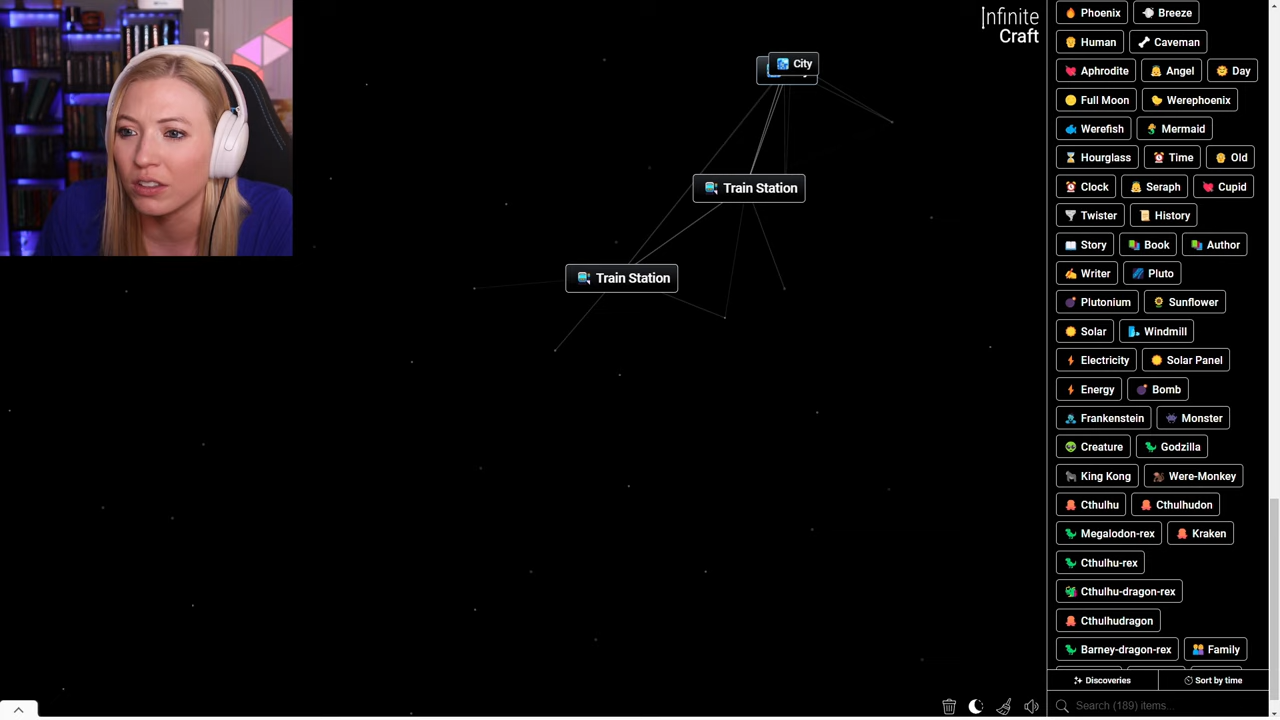 Infinite
Craft
City
Train Station
Train Station
Phoenix Breeze
Human Caveman
Aphrodite Angel Day
Full Moon Werephoenix
Werefish Mermaid
Hourglass Time Old
Clock Seraph Cupid
Twister History
Story Book Author
Writer Pluto
Plutonium Sunflower
Solar Windmill
Electricity Solar Panel
Energy Bomb
Frankenstein Monster
Creature Godzilla
King Kong Were-Monkey
Cthulhu Cthulhudon
Megalodon-rex Kraken
Cthulhu-rex
Cthulhu-dragon-rex
Cthulhudragon
Barney-dragon-rex Family
Discoveries Sort by time
Search (189) items...